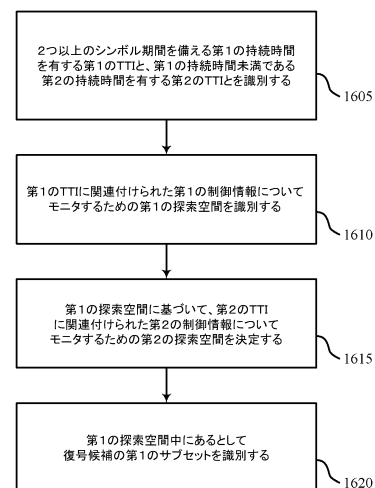 2つ以上のシンボル期間を備える第1の持続時間
を有する第1のTTIと、第1の持続時間未満である
第2の持続時間を有する第2のTTIとを識別する
1605
第1のTTIに関連付けられた第1の制御情報について
モニタするための第1の探索空間を識別する
1610
第1の探索空間に基づいて、第2のTTI
に関連付けられた第2の制御情報について
モニタするための第2の探索空間を決定する
1615
第1の探索空間中にあるとして
復号候補の第1のサブセットを識別する
1620